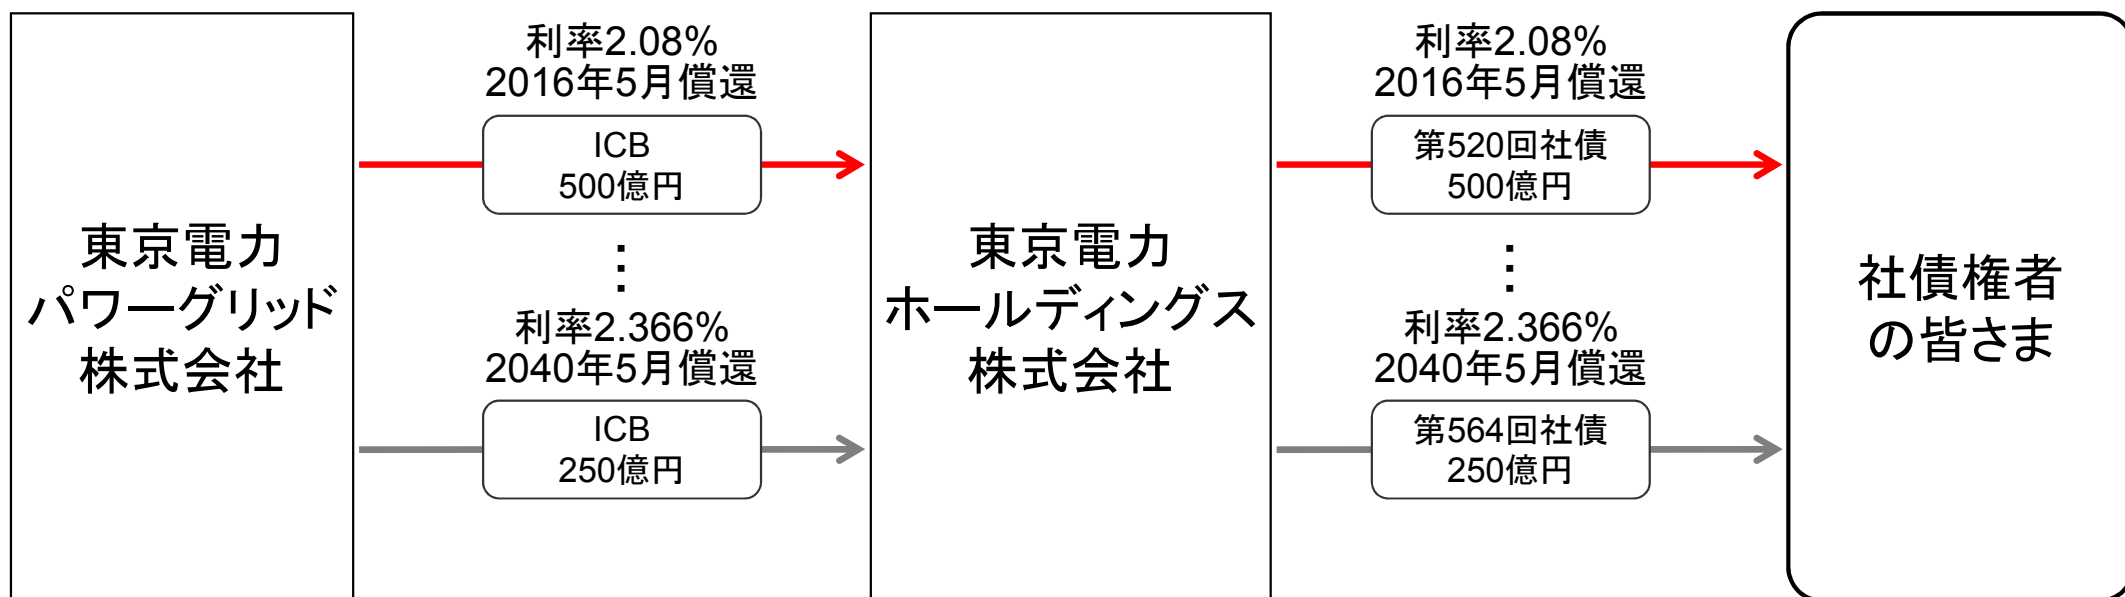 東京電力
パワーグリッド
株式会社
利率2.08%
2016年5月償還
ICB
500億円
⋮
利率2.366%
2040年5月償還
ICB
250億円
東京電力
ホールディングス
株式会社
利率2.08%
2016年5月償還
第520回社債
500億円
⋮
利率2.366%
2040年5月償還
第564回社債
250億円
社債権者
の皆さま